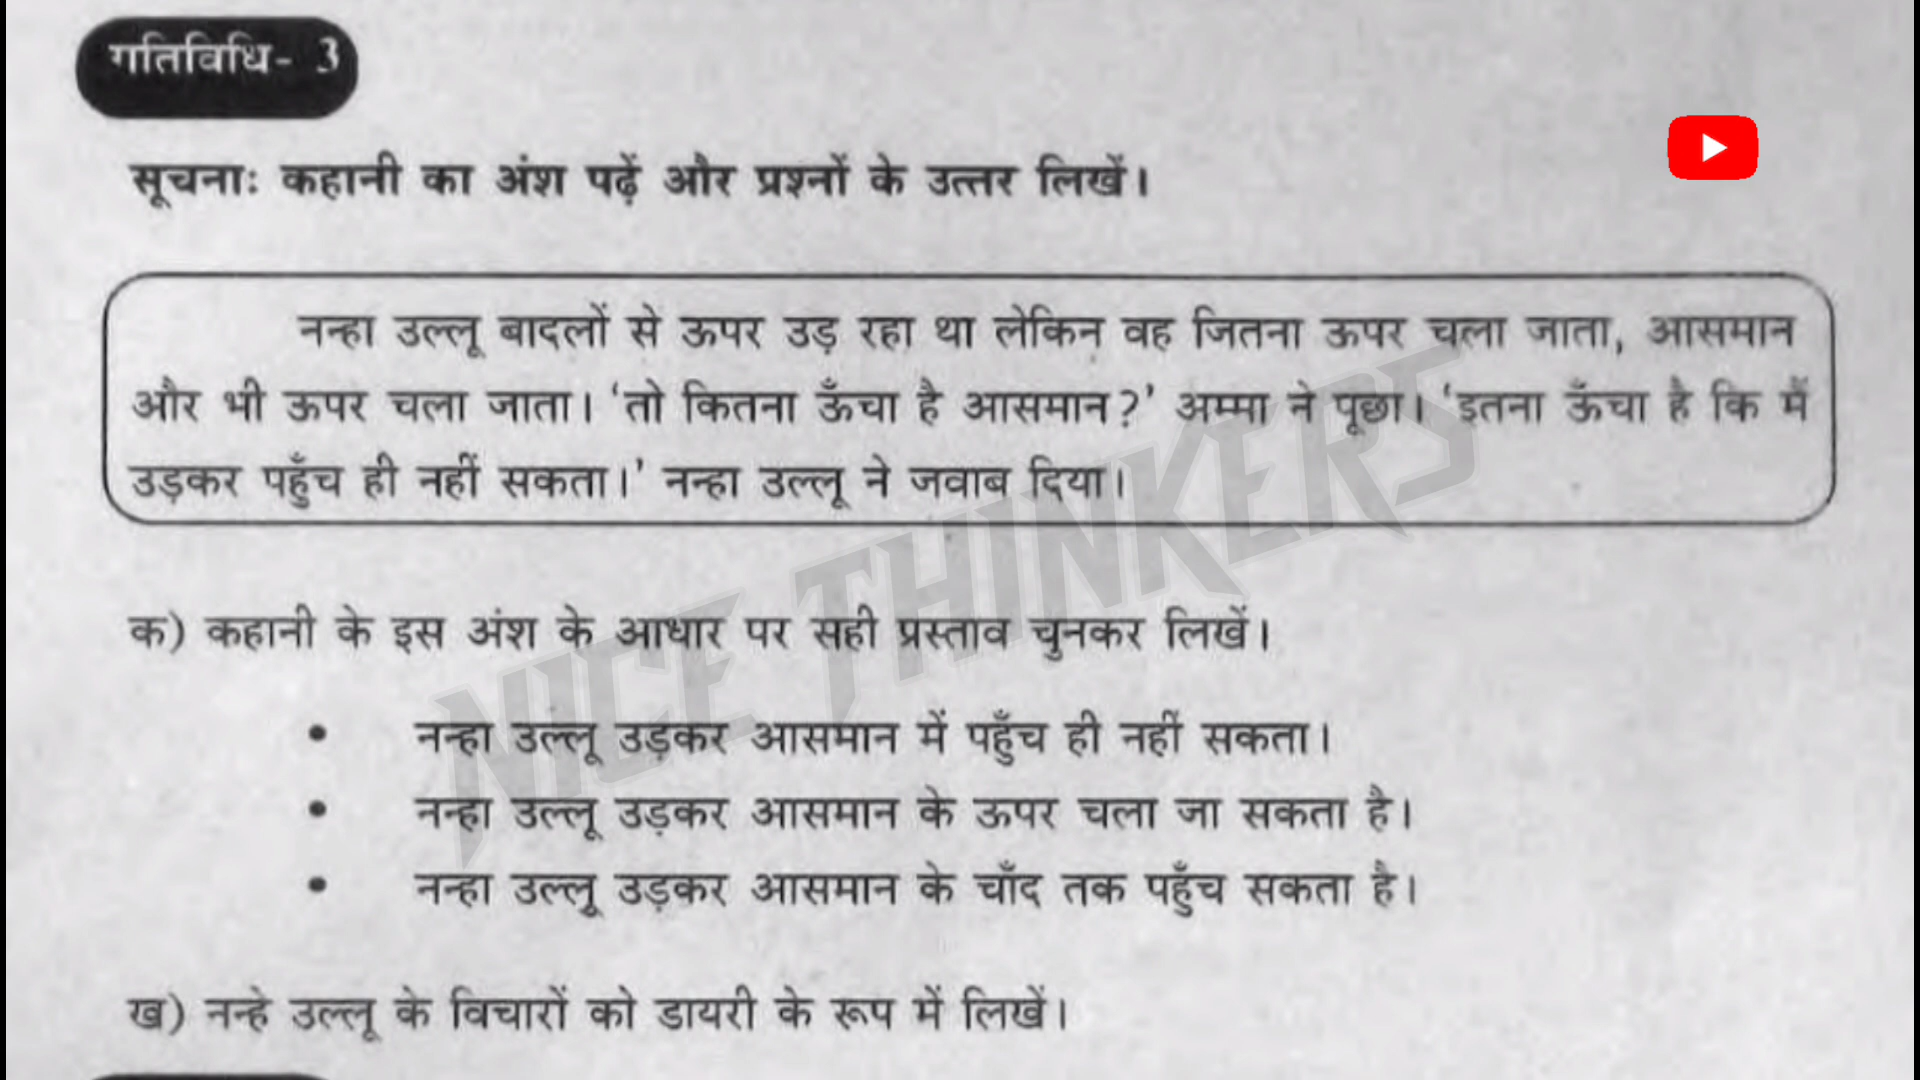 गतिविधि- 3
सूचनाः कहानी का अंश पढ़ें और प्रश्नों के उत्तर लिखें।
नन्हा उल्लू बादलों से ऊपर उड़ रहा था लेकिन वह जितना ऊपर चला जाता, आसमान
और भी ऊपर चला जाता। ‘तो कितना ऊँचा है आसमान?’ अम्मा ने पूछा। ‘इतना ऊँचा है कि मैं
उड़कर पहुँच ही नहीं सकता।’ नन्हा उल्लू ने जवाब दिया।
NICE THINKERS
क) कहानी के इस अंश के आधार पर सही प्रस्ताव चुनकर लिखें।
• नन्हा उल्लू उड़कर आसमान में पहुँच ही नहीं सकता।
• नन्हा उल्लू उड़कर आसमान के ऊपर चला जा सकता है।
• नन्हा उल्लू उड़कर आसमान के चाँद तक पहुँच सकता है।
ख) नन्हे उल्लू के विचारों को डायरी के रूप में लिखें।